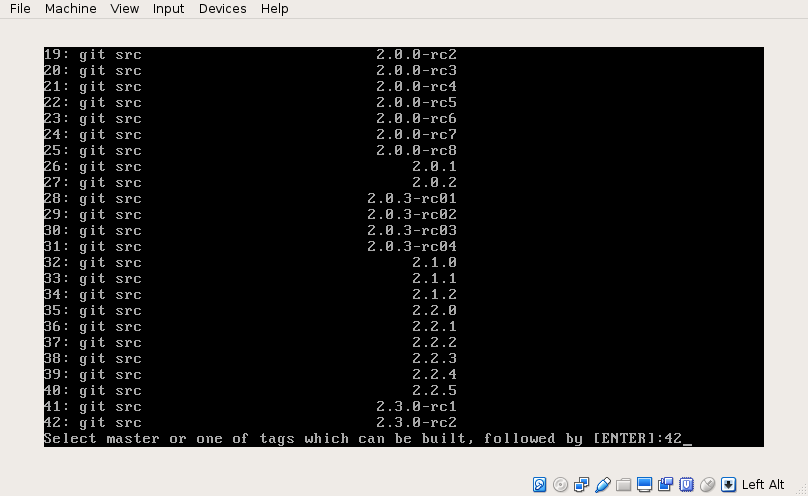 File Machine View Input Devices Help
19: git src 2.0.0-rc2
20: git src 2.0.0-rc3
21: git src 2.0.0-rc4
22: git src 2.0.0-rc5
23: git src 2.0.0-rc6
24: git src 2.0.0-rc7
25: git src 2.0.0-rc8
26: git src 2.0.1
27: git src 2.0.2
28: git src 2.0.3-rc01
29: git src 2.0.3-rc02
30: git src 2.0.3-rc03
31: git src 2.0.3-rc04
32: git src 2.1.0
33: git src 2.1.1
34: git src 2.1.2
35: git src 2.2.0
36: git src 2.2.1
37: git src 2.2.2
38: git src 2.2.3
39: git src 2.2.4
40: git src 2.2.5
41: git src 2.3.0-rc1
42: git src 2.3.0-rc2
Select master or one of tags which can be built, followed by [ENTER]:42_
Left Alt